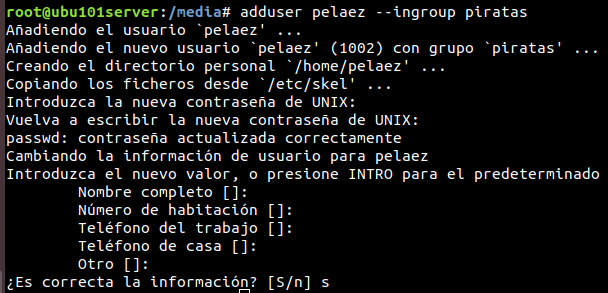 root@ubu101server:/media# adduser pelaez --ingroup piratas
Añadiendo el usuario `pelaez' ...
Añadiendo el nuevo usuario `pelaez' (1002) con grupo `piratas' ...
Creando el directorio personal `/home/pelaez' ...
Copiando los ficheros desde `/etc/skel' ...
Introduzca la nueva contraseña de UNIX:
Vuelva a escribir la nueva contraseña de UNIX:
passwd: contraseña actualizada correctamente
Cambiando la información de usuario para pelaez
Introduzca el nuevo valor, o presione INTRO para el predeterminado
Nombre completo []:
Número de habitación []:
Teléfono del trabajo []:
Teléfono de casa []:
Otro []:
¿Es correcta la información? [S/n] s